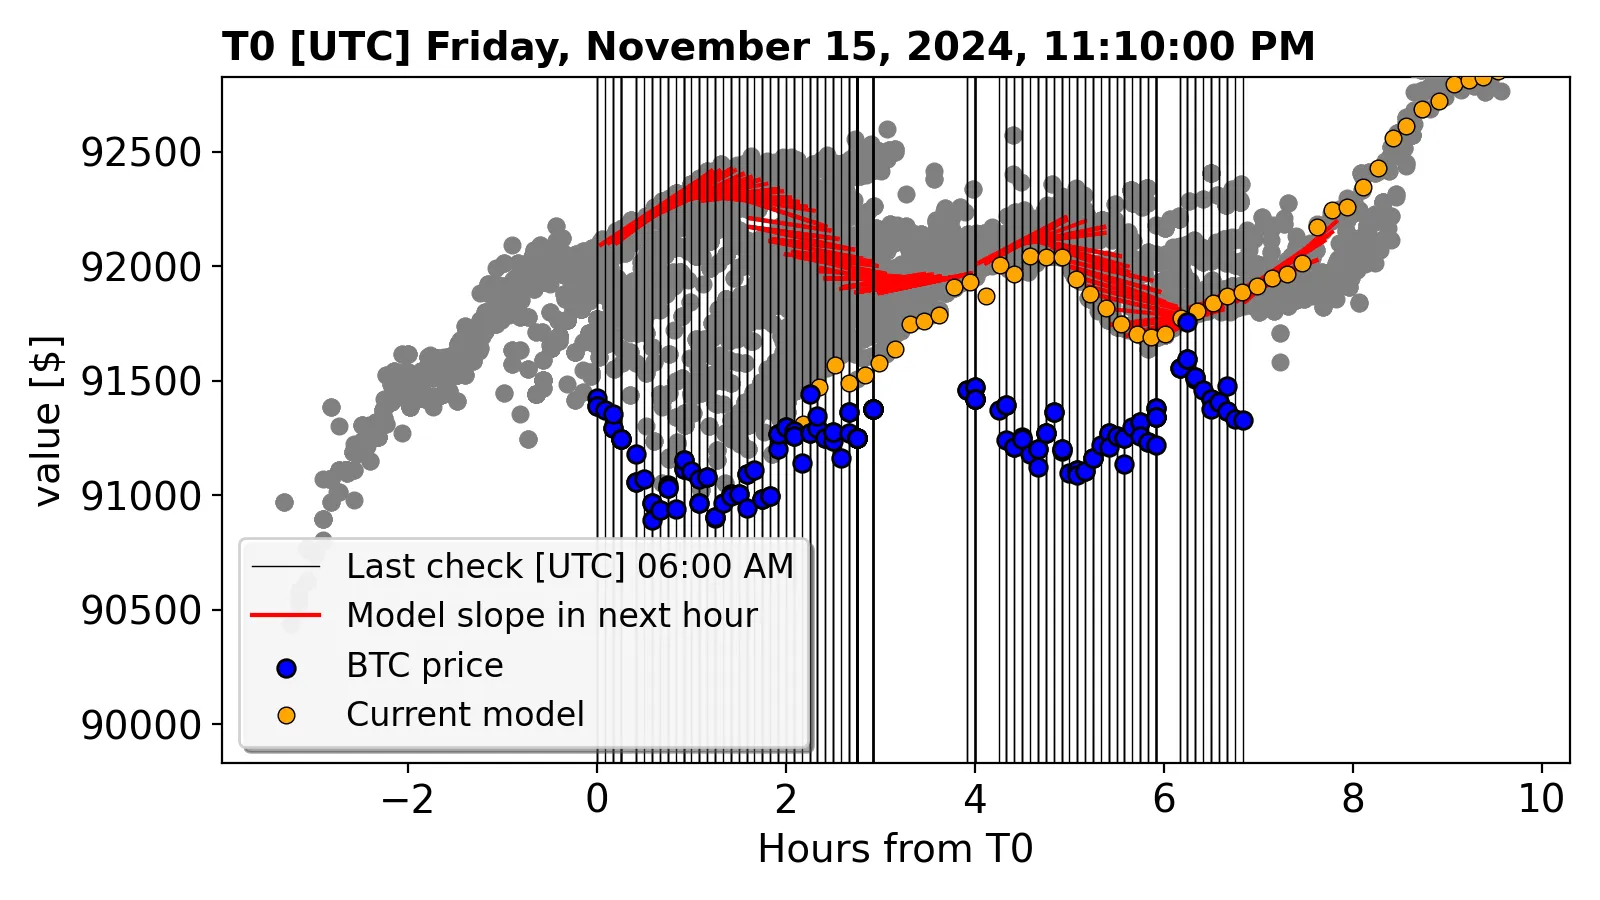 T0 [UTC] Friday, November 15, 2024, 11:10:00 PM
value [$]
92500
92000
91500
91000
90500
90000
Last check [UTC] 06:00 AM
Model slope in next hour
BTC price
Current model
−2 0 2 4 6 8 10
Hours from T0